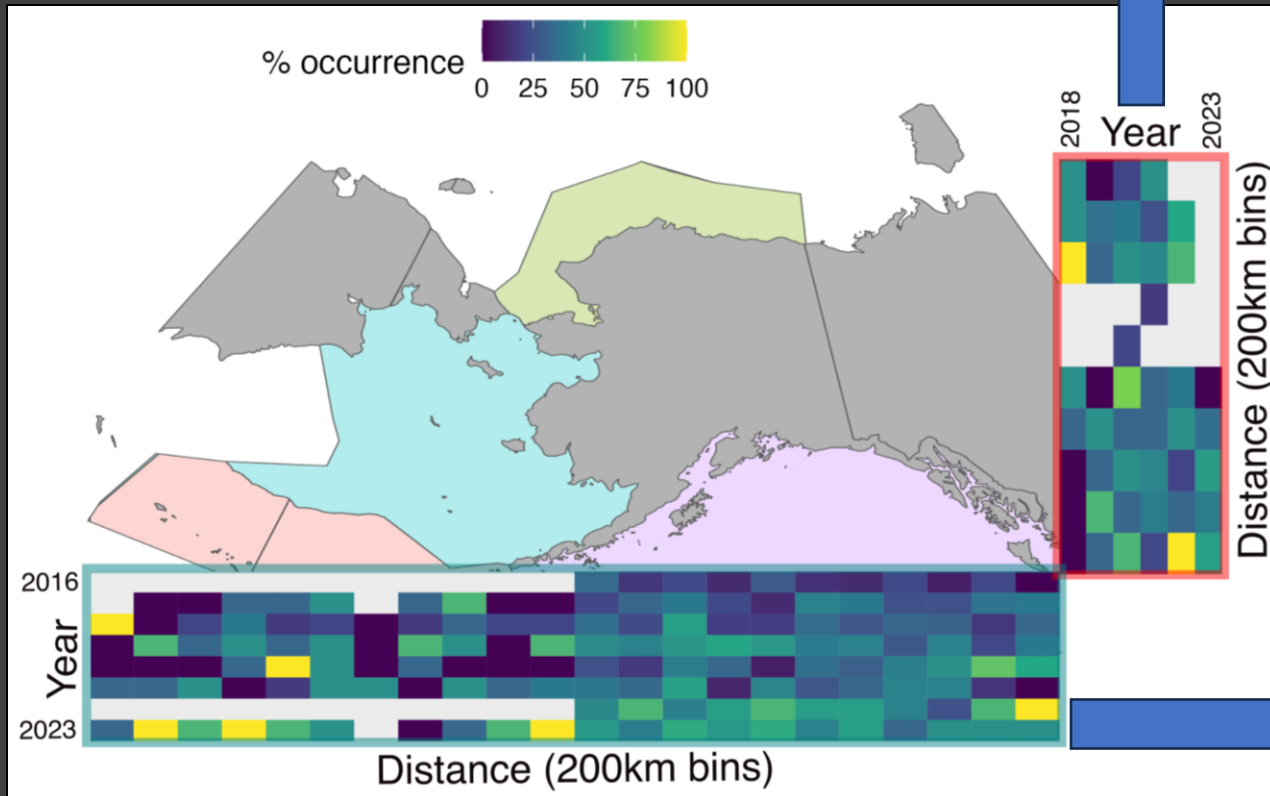 % occurrence
0 25 50 75 100
2018 Year 2023
Distance (200km bins)
2016
Year
2023
Distance (200km bins)